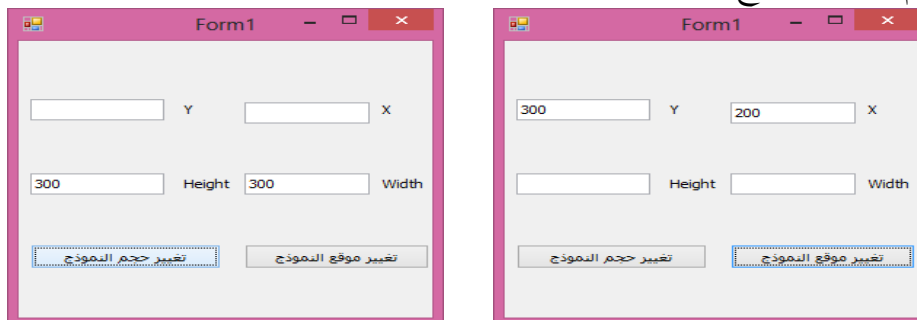 Form1
Y X
300 Height 300 Width
تغيير حجم النموذج تغيير موقع النموذج
Form1
300 Y 200 X
Height Width
تغيير حجم النموذج تغيير موقع النموذج